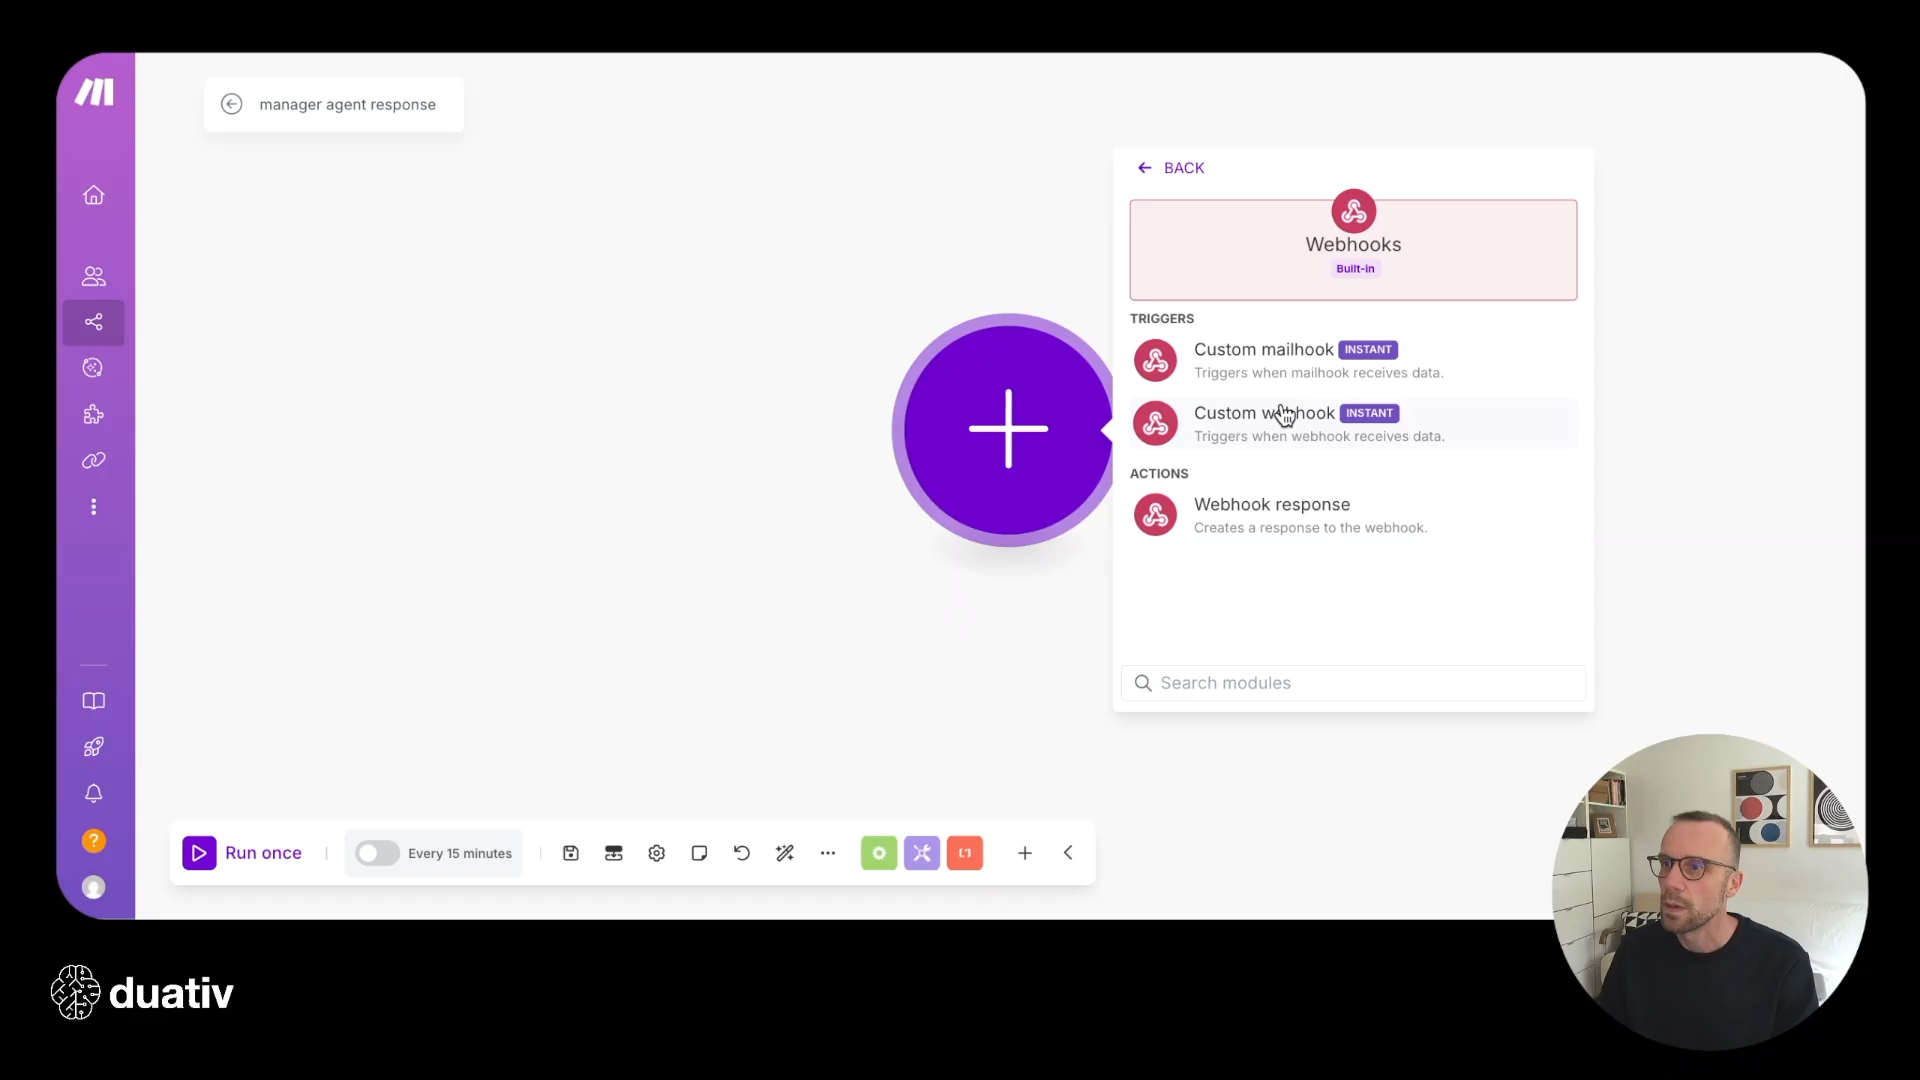 manager agent response
BACK
Webhooks
Built-in
TRIGGERS
Custom mailhook INSTANT
Triggers when mailhook receives data.
Custom webhook INSTANT
Triggers when webhook receives data.
ACTIONS
Webhook response
Creates a response to the webhook.
Search modules
Run once
Every 15 minutes
?
duativ